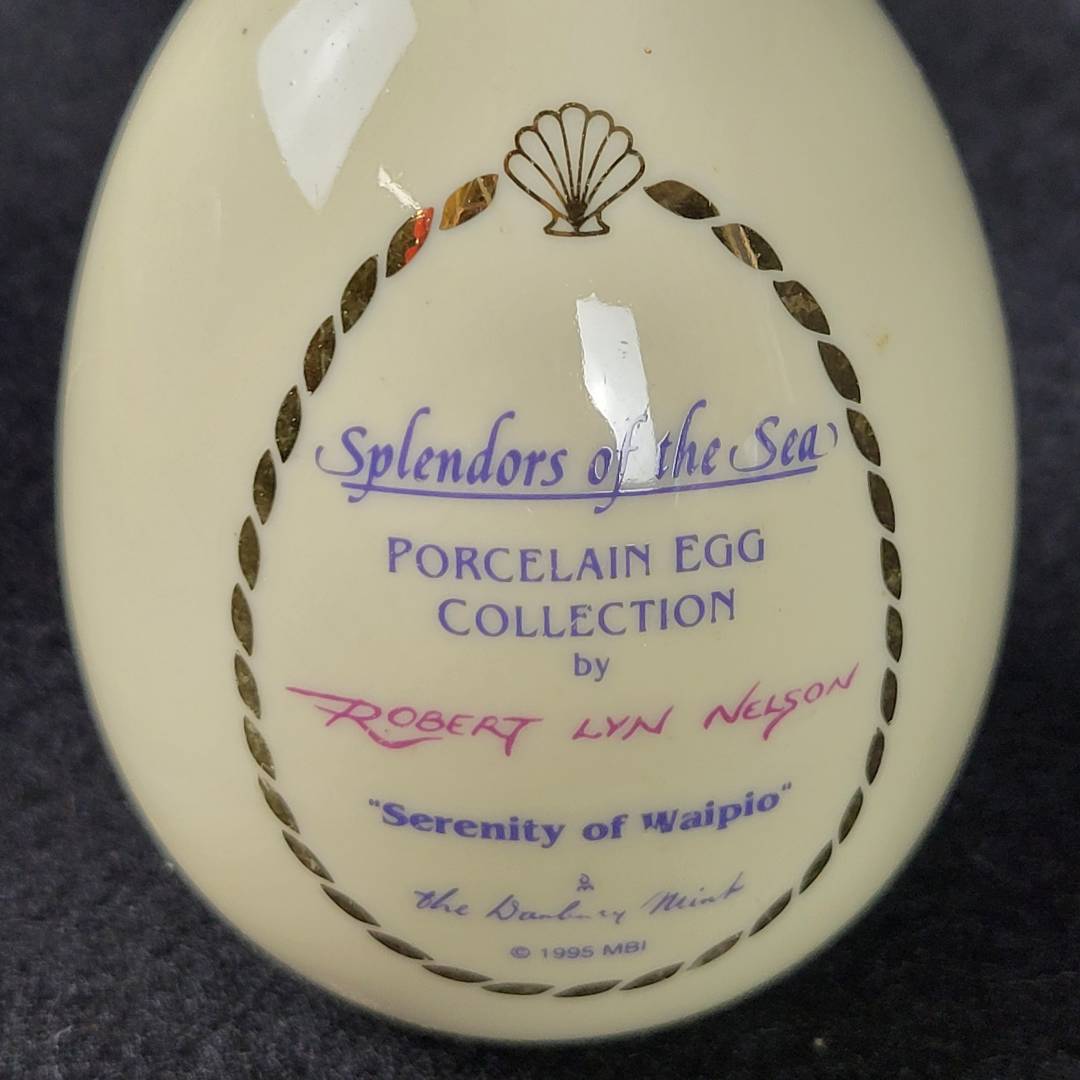 Splendors of the Sea
PORCELAIN EGG
COLLECTION
by
ROBERT LYN NELSON
"Serenity of Waipio"
the Danbury Mint
© 1995 MBI